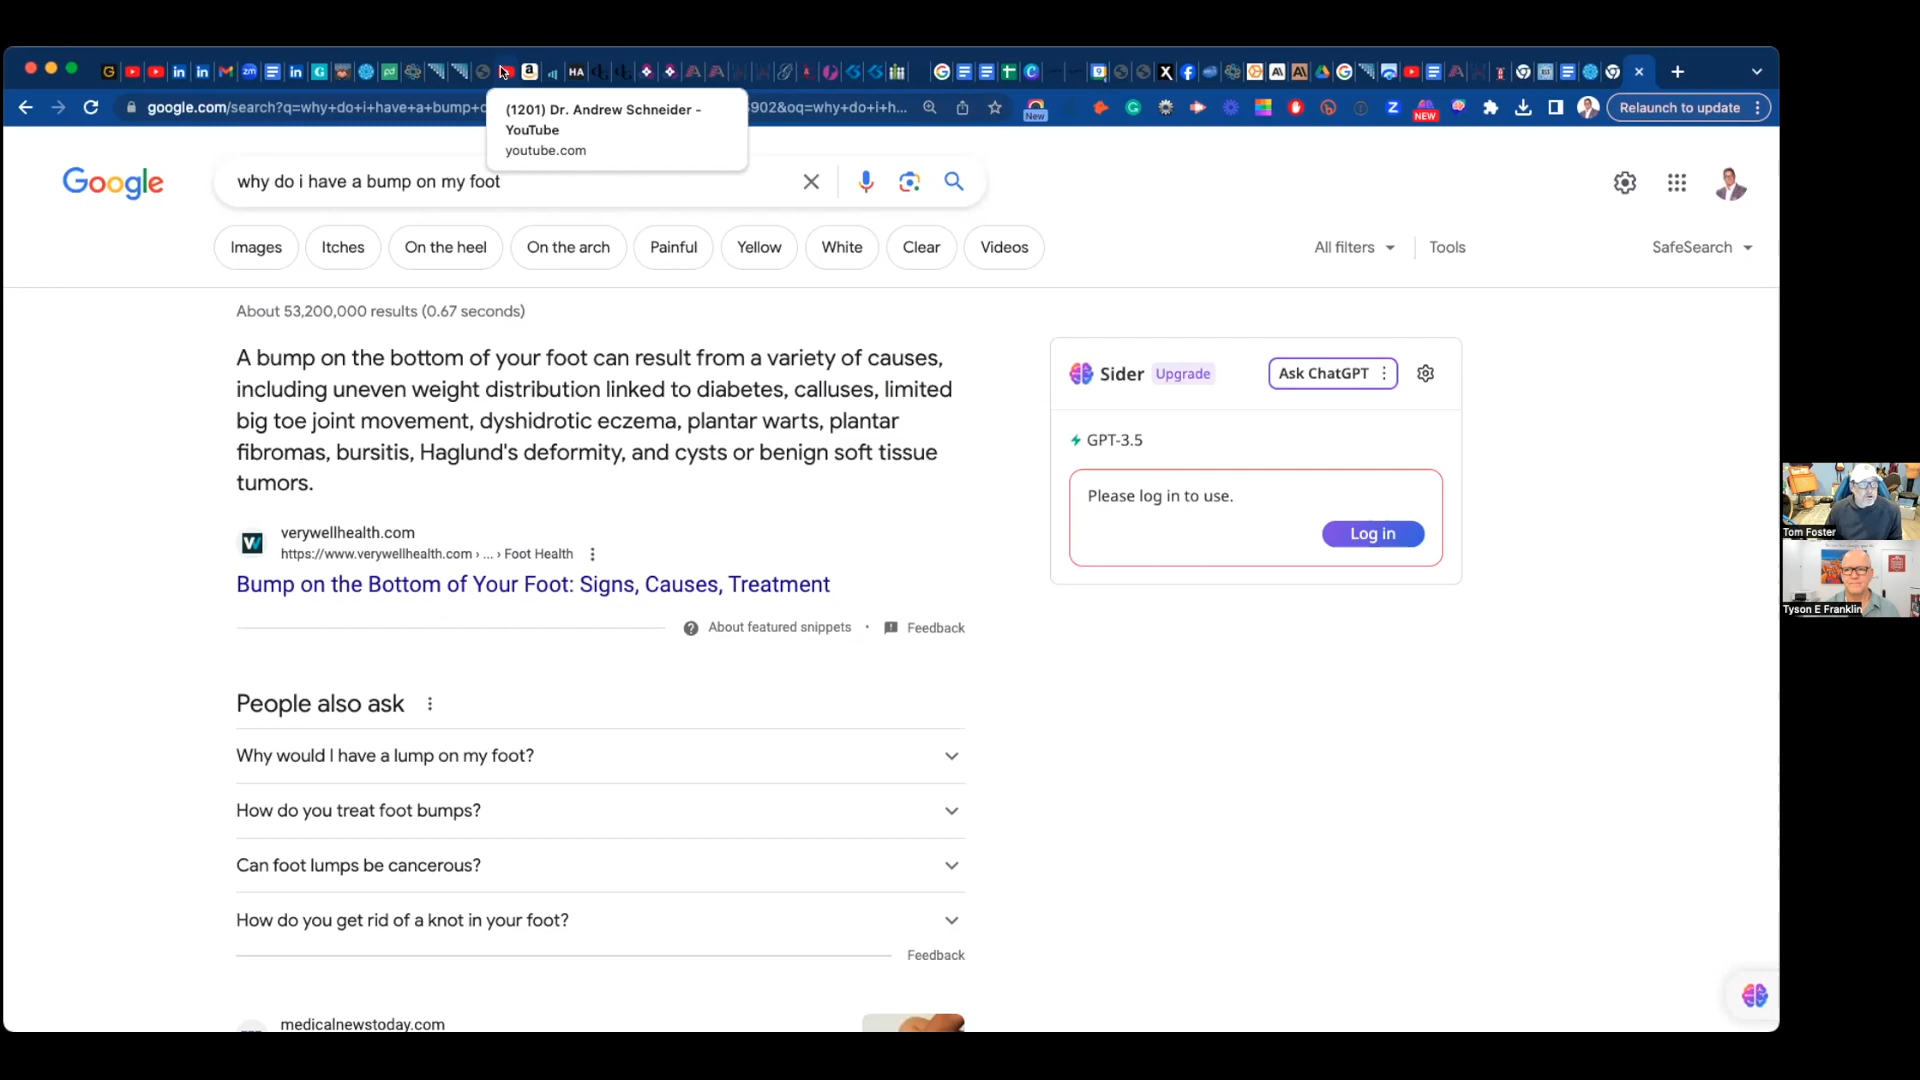 google.com/search?q=why+do+i+have+a+bump+o
902&oq=why+do+i+h...
New
NEW
Relaunch to update
(1201) Dr. Andrew Schneider -
YouTube
youtube.com
Google
why do i have a bump on my foot
Images
Itches
On the heel
On the arch
Painful
Yellow
White
Clear
Videos
All filters
Tools
SafeSearch
About 53,200,000 results (0.67 seconds)
A bump on the bottom of your foot can result from a variety of causes,
including uneven weight distribution linked to diabetes, calluses, limited
big toe joint movement, dyshidrotic eczema, plantar warts, plantar
fibromas, bursitis, Haglund's deformity, and cysts or benign soft tissue
tumors.
verywellhealth.com
https://www.verywellhealth.com › ... › Foot Health
Bump on the Bottom of Your Foot: Signs, Causes, Treatment
About featured snippets
Feedback
Sider
Upgrade
Ask ChatGPT
GPT-3.5
Please log in to use.
Log in
Tom Foster
Tyson E Franklin
People also ask
Why would I have a lump on my foot?
How do you treat foot bumps?
Can foot lumps be cancerous?
How do you get rid of a knot in your foot?
Feedback
medicalnewstoday.com